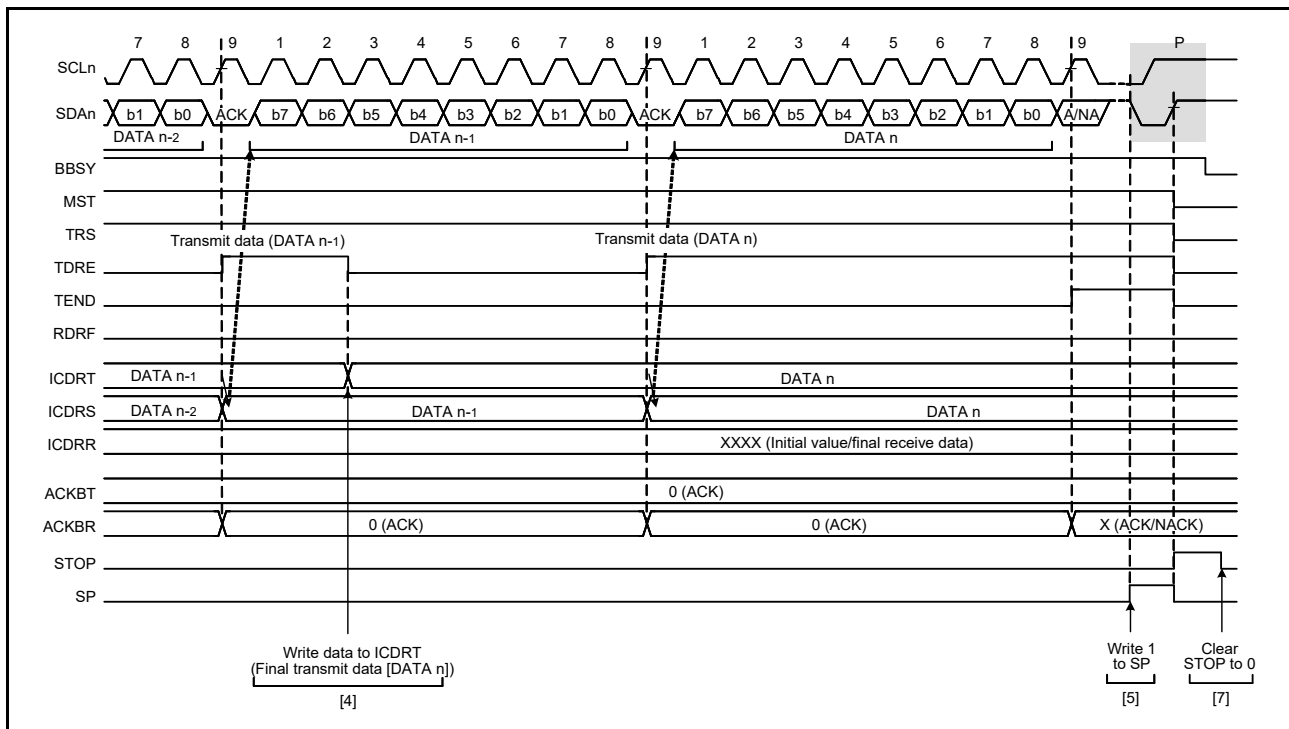 7 8 9 1 2 3 4 5 6 7 8 9 1 2 3 4 5 6 7 8 9 P
SCLn
SDAn b1 b0 ACK b7 b6 b5 b4 b3 b2 b1 b0 ACK b7 b6 b5 b4 b3 b2 b1 b0 A/NA
DATA n-2 DATA n-1 DATA n
BBSY
MST
TRS
Transmit data (DATA n-1) Transmit data (DATA n)
TDRE
TEND
RDRF
ICDRT DATA n-1 DATA n
ICDRS DATA n-2 DATA n-1 DATA n
ICDRR XXXX (Initial value/final receive data)
ACKBT 0 (ACK)
ACKBR 0 (ACK) 0 (ACK) X (ACK/NACK)
STOP
SP
Write data to ICDRT
(Final transmit data [DATA n])
[4]
Write 1
to SP
[5]
Clear
STOP to 0
[7]